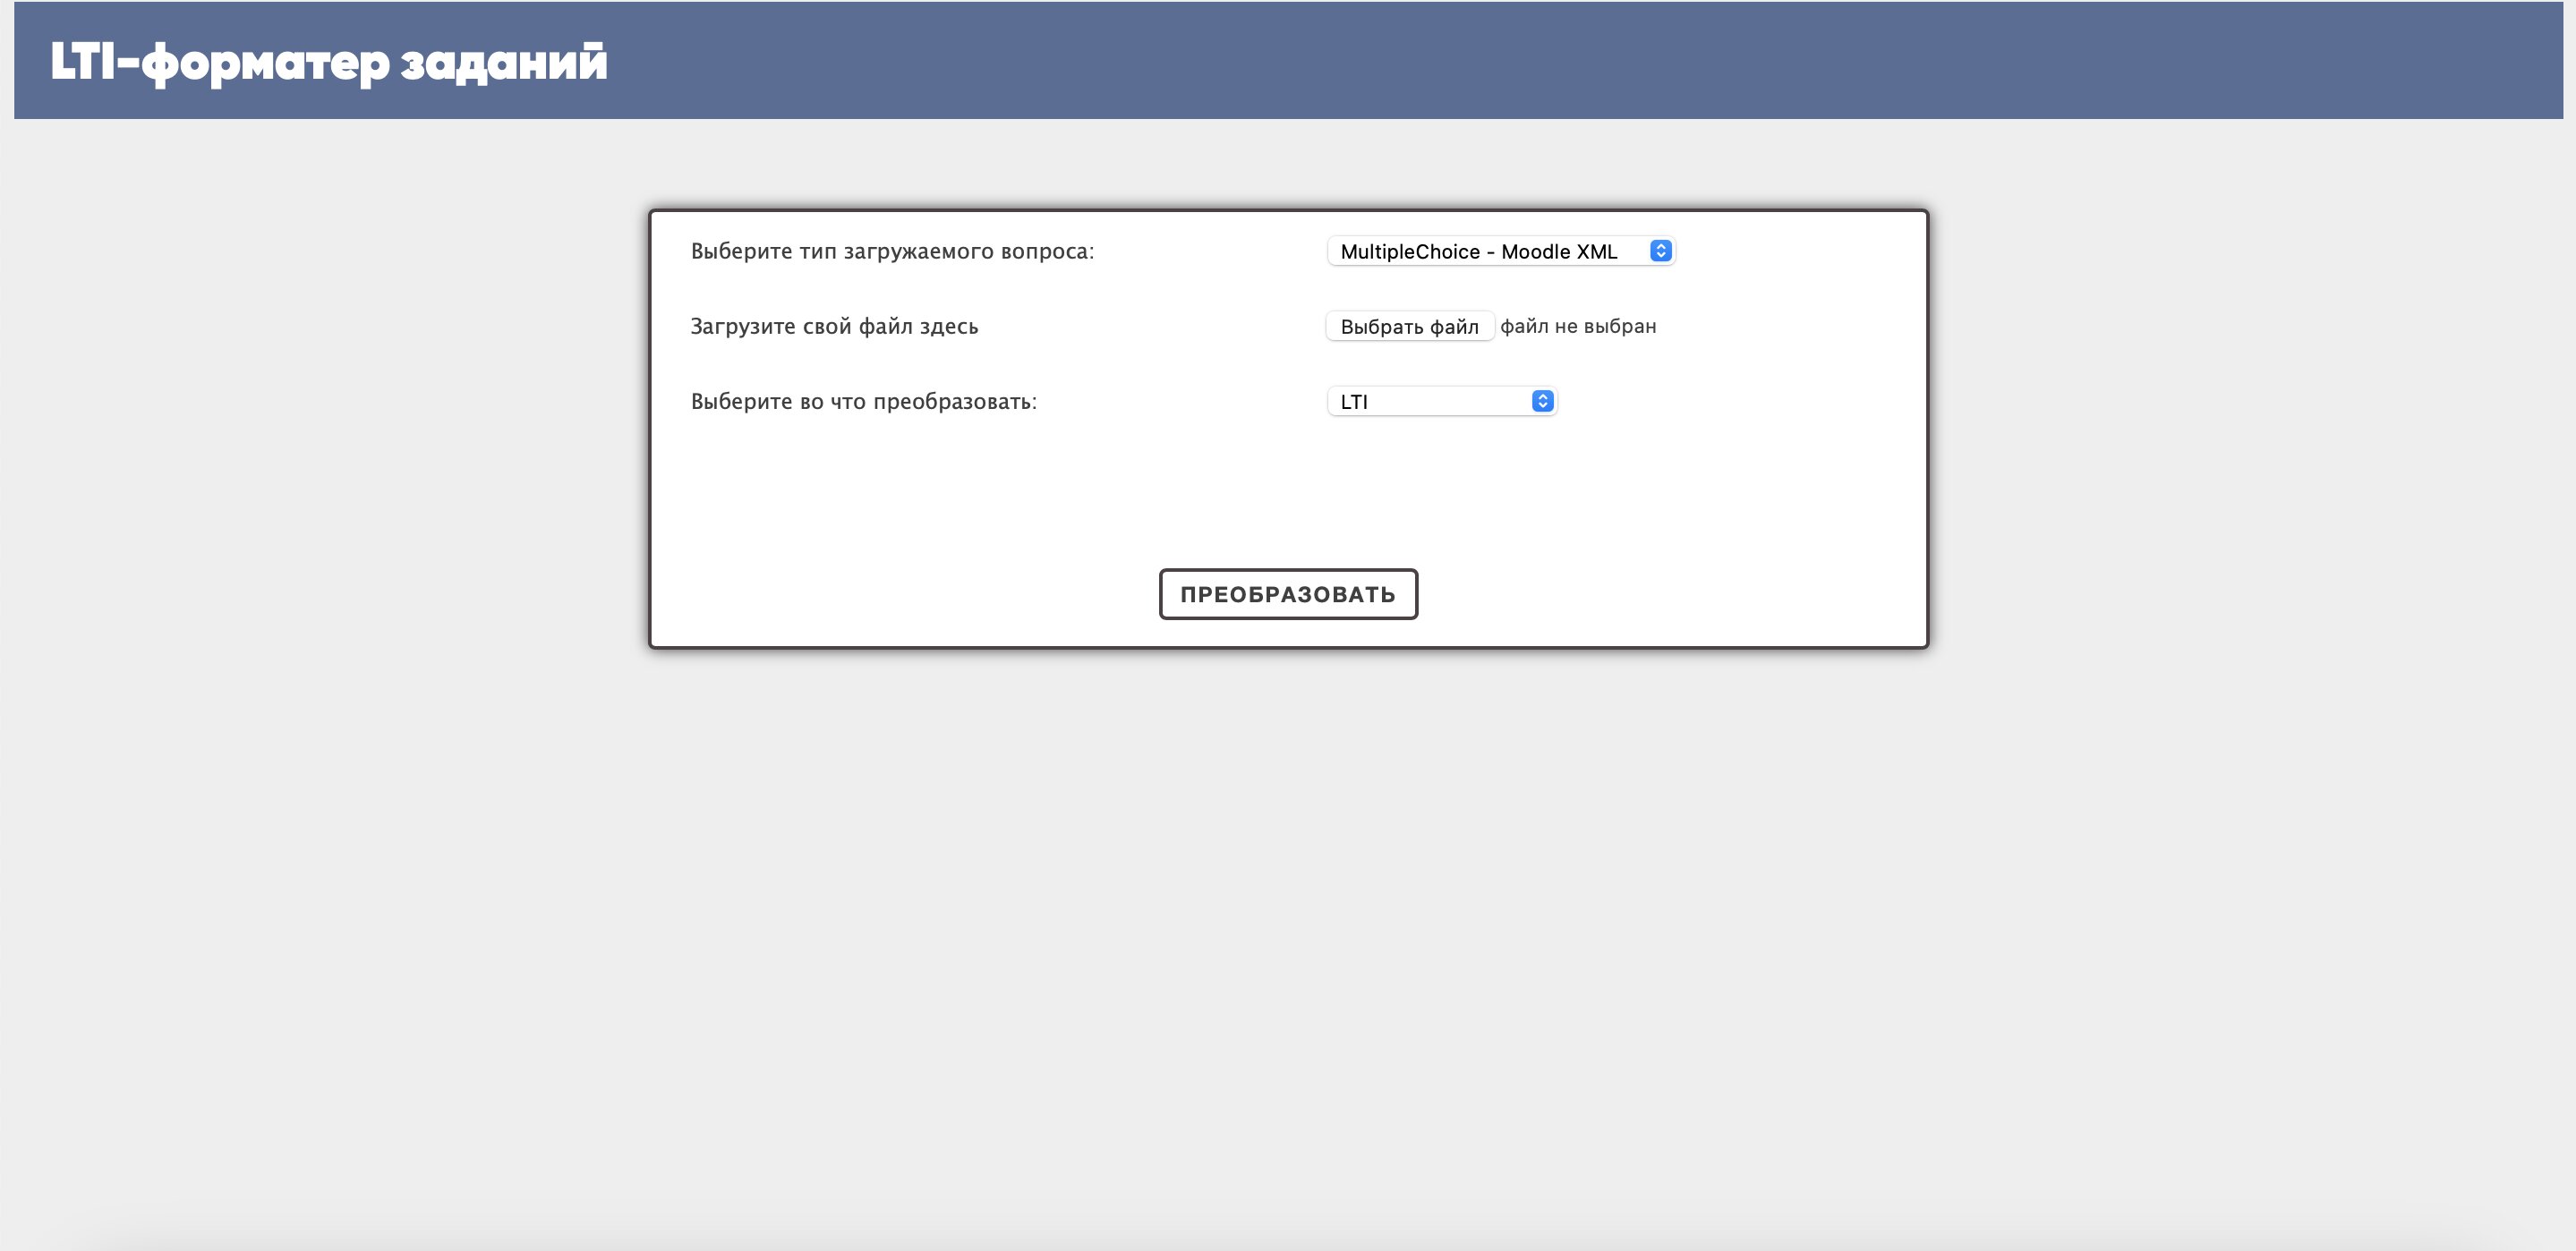 LTI-форматер заданий
Выберите тип загружаемого вопроса: MultipleChoice - Moodle XML
Загрузите свой файл здесь Выбрать файл файл не выбран
Выберите во что преобразовать: LTI
ПРЕОБРАЗОВАТЬ